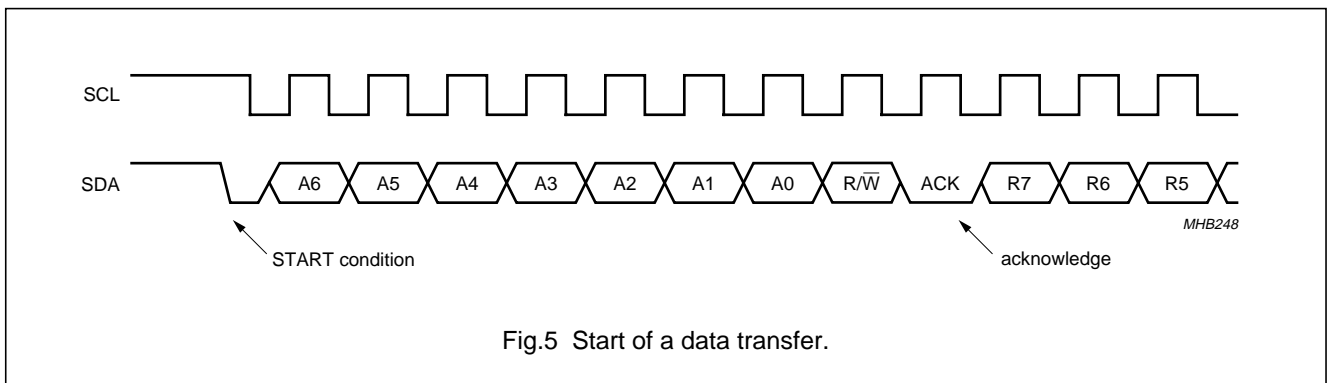 SCL
SDA A6 A5 A4 A3 A2 A1 A0 R/W̅ ACK R7 R6 R5
MHB248
START condition acknowledge
Fig.5 Start of a data transfer.